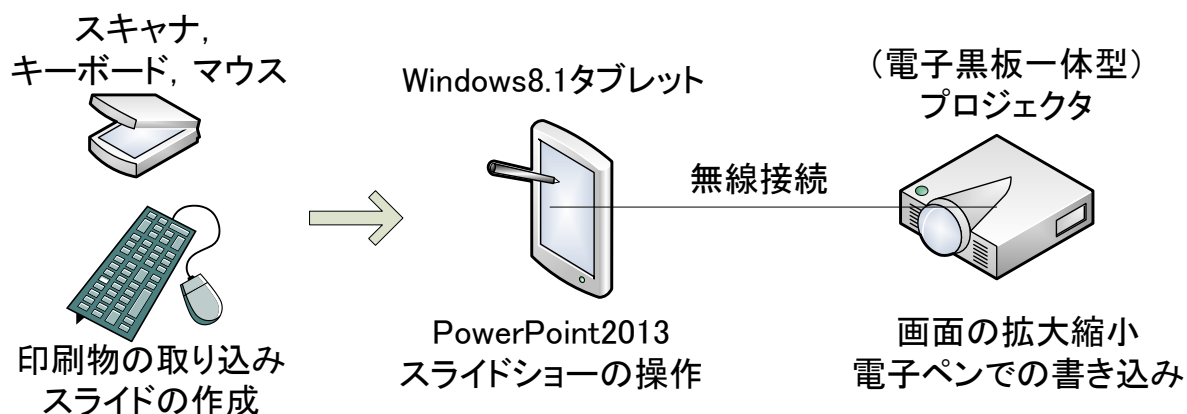 スキャナ，
キーボード，マウス
印刷物の取り込み
スライドの作成
Windows8.1タブレット
PowerPoint2013
スライドショーの操作
無線接続
（電子黒板一体型）
プロジェクタ
画面の拡大縮小
電子ペンでの書き込み